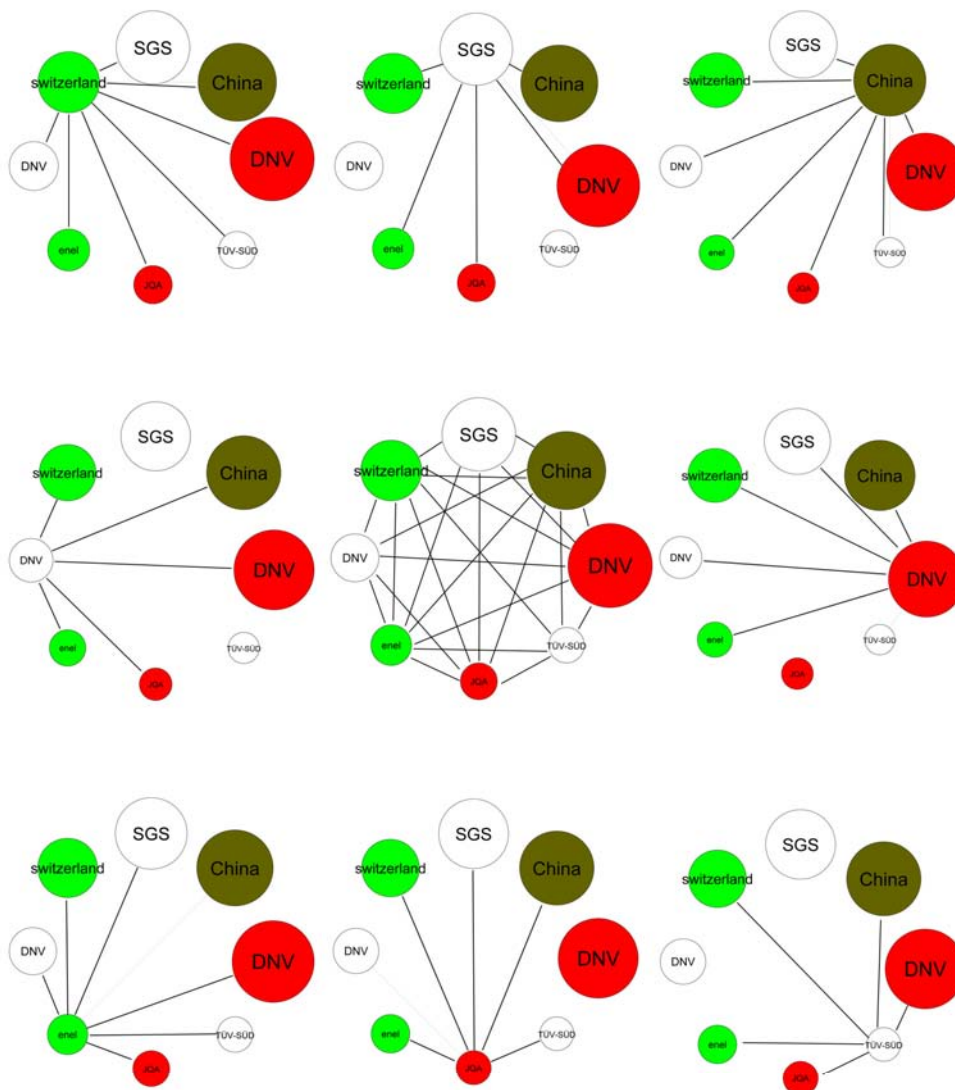 SGS
switzerland
China
DNV
DNV
enel
TÜV-SÜD
JQA
SGS
switzerland
China
DNV
DNV
enel
TÜV-SÜD
JQA
SGS
switzerland
China
DNV
DNV
enel
TÜV-SÜD
JQA
SGS
switzerland
China
DNV
DNV
enel
TÜV-SÜD
JQA
SGS
switzerland
China
DNV
DNV
enel
TÜV-SÜD
JQA
SGS
switzerland
China
DNV
DNV
enel
TÜV-SÜD
JQA
SGS
switzerland
China
DNV
DNV
enel
TÜV-SÜD
JQA
SGS
switzerland
China
DNV
DNV
enel
TÜV-SÜD
JQA
SGS
switzerland
China
DNV
DNV
enel
TÜV-SÜD
JQA